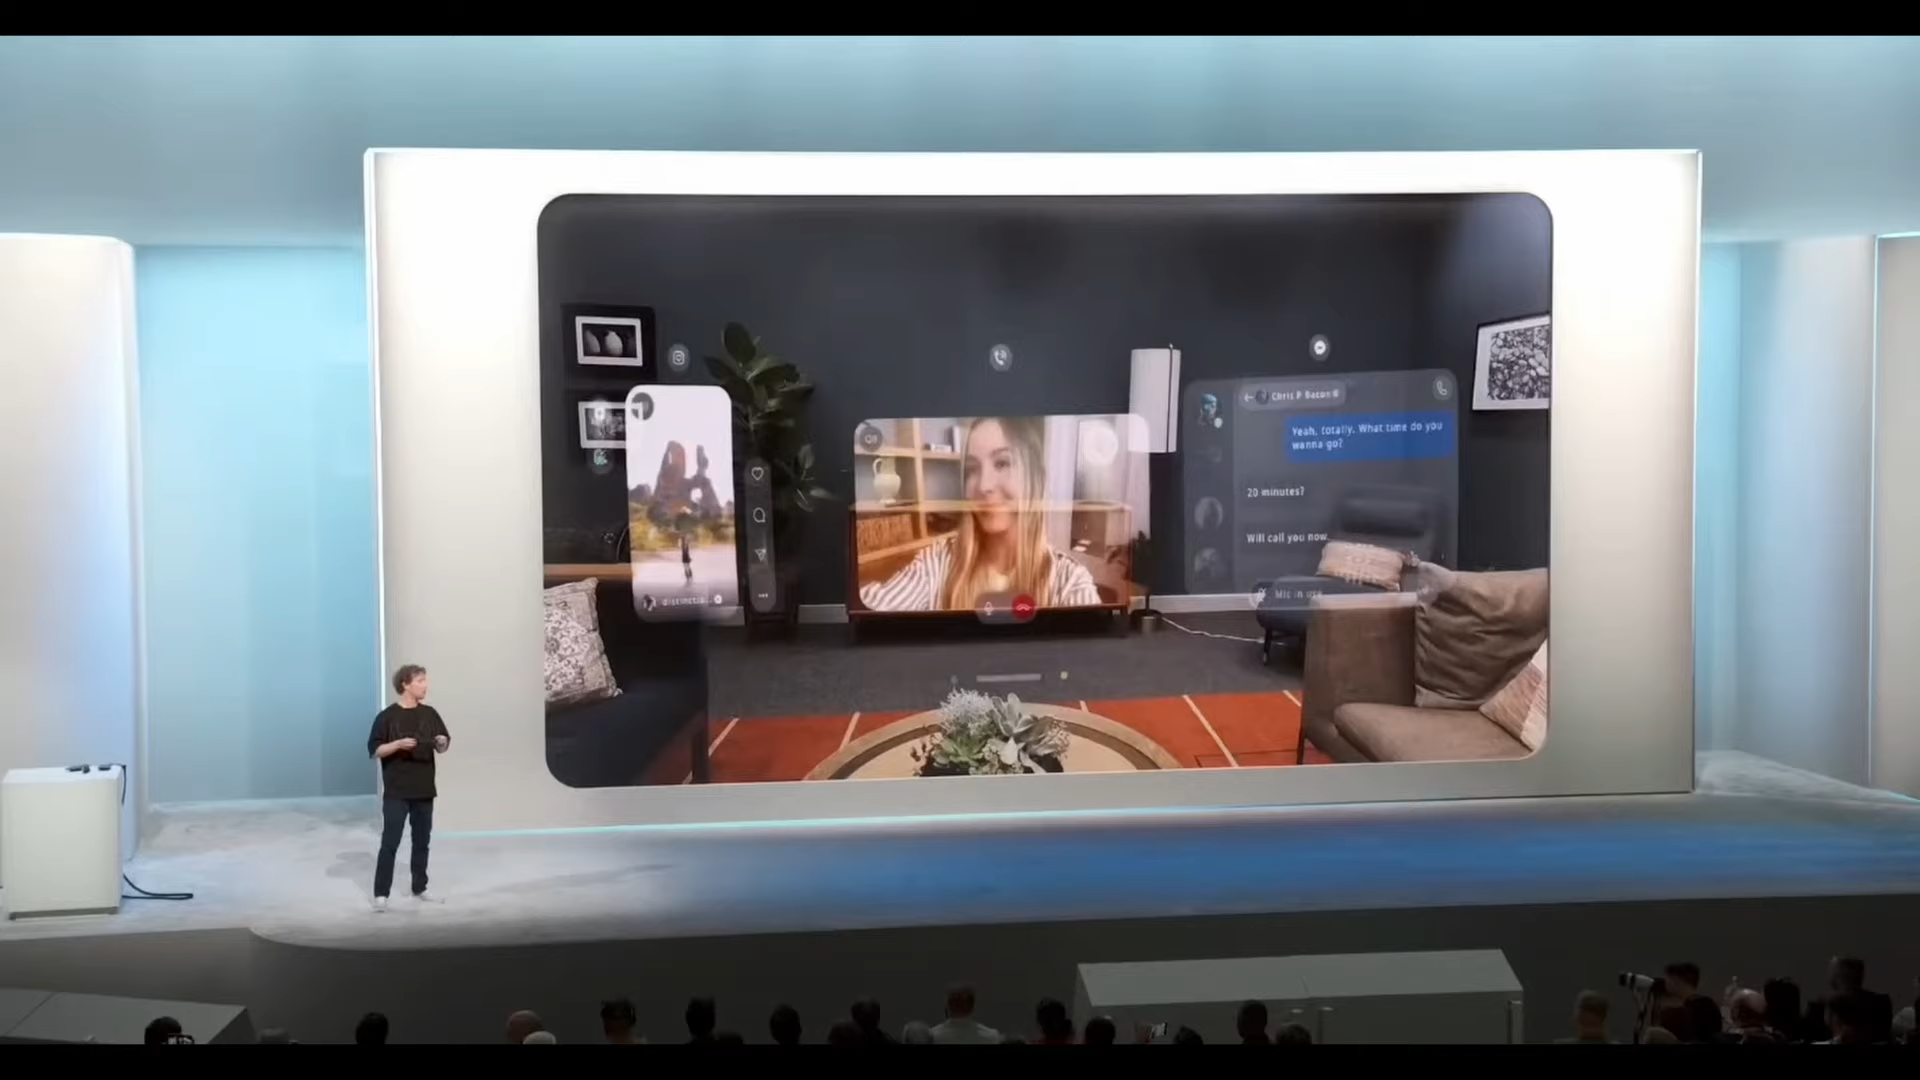 Chris P Bacon
Yeah, totally. What time do you
wanna go?
20 minutes?
Will call you now.
Mic in use